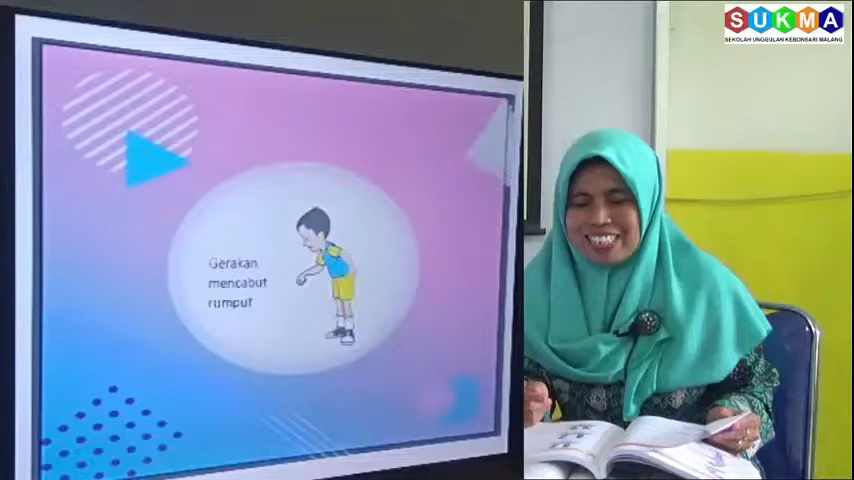 SUKMA
SEKOLAH UNGGULAN KEBONSARI MALANG
Gerakan
mencabut
rumput